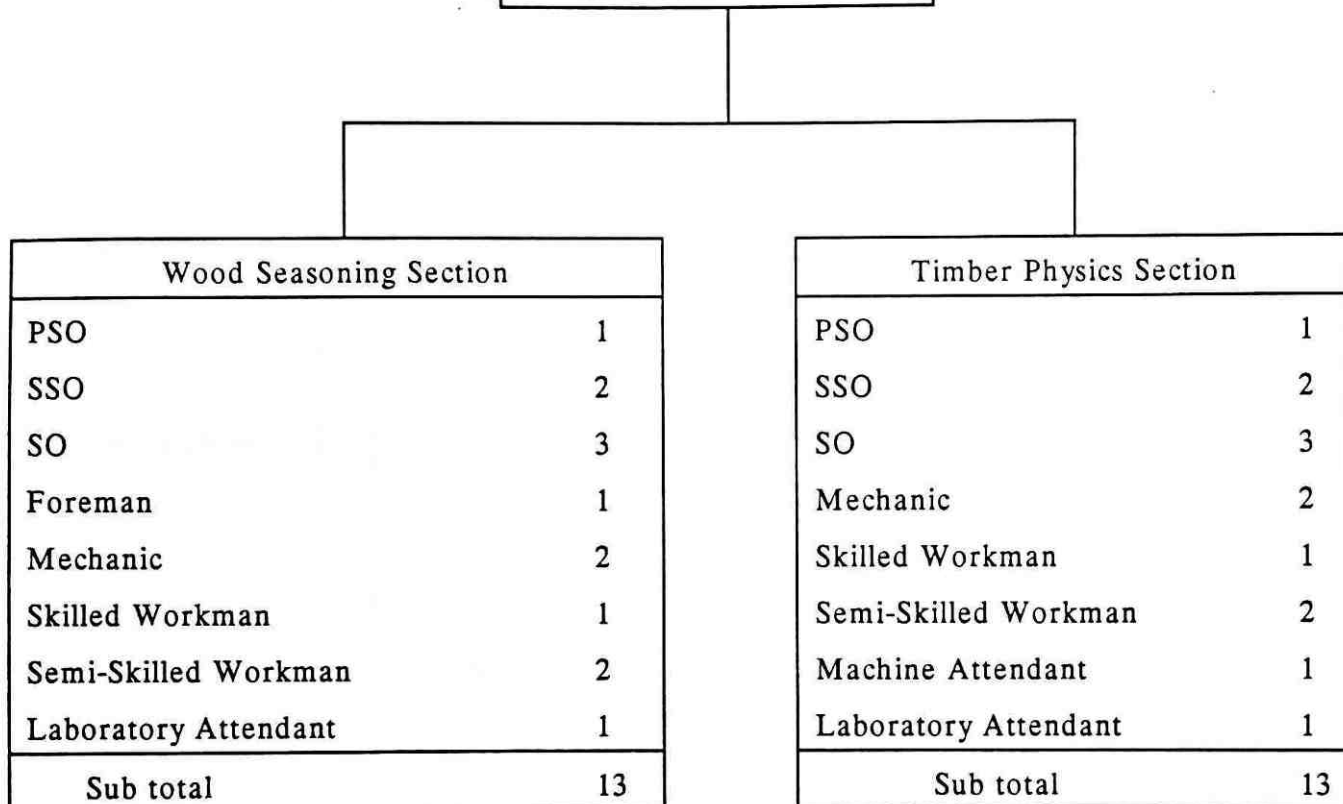 Wood Seasoning Section
PSO 1
SSO 2
SO 3
Foreman 1
Mechanic 2
Skilled Workman 1
Semi-Skilled Workman 2
Laboratory Attendant 1
Sub total 13
Timber Physics Section
PSO 1
SSO 2
SO 3
Mechanic 2
Skilled Workman 1
Semi-Skilled Workman 2
Machine Attendant 1
Laboratory Attendant 1
Sub total 13